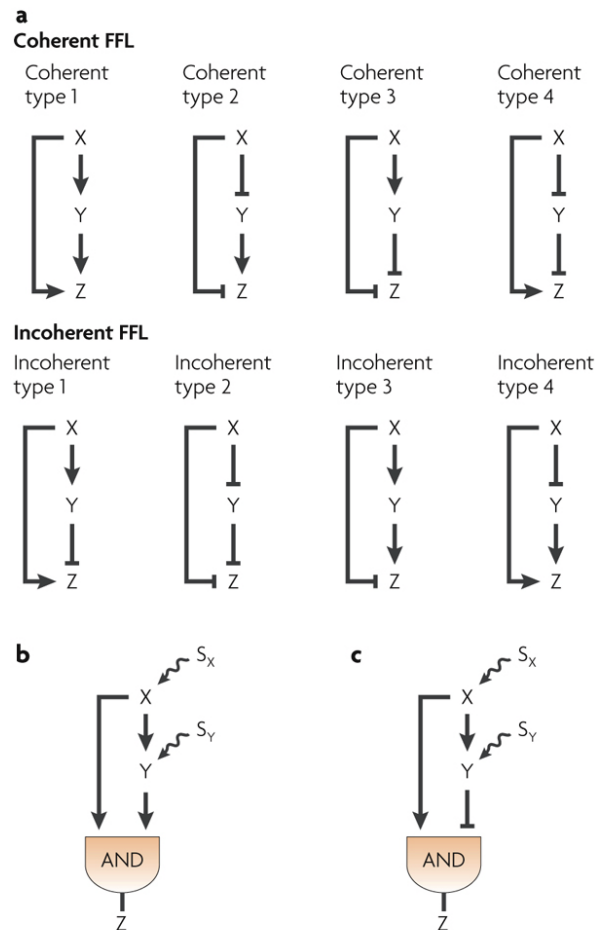 a
Coherent FFL
Coherent type 1
Coherent type 2
Coherent type 3
Coherent type 4
X
X
X
X
Y
Y
Y
Y
Z
Z
Z
Z
Incoherent FFL
Incoherent type 1
Incoherent type 2
Incoherent type 3
Incoherent type 4
X
X
X
X
Y
Y
Y
Y
Z
Z
Z
Z
b
SX
X
SY
Y
AND
Z
c
SX
X
SY
Y
AND
Z